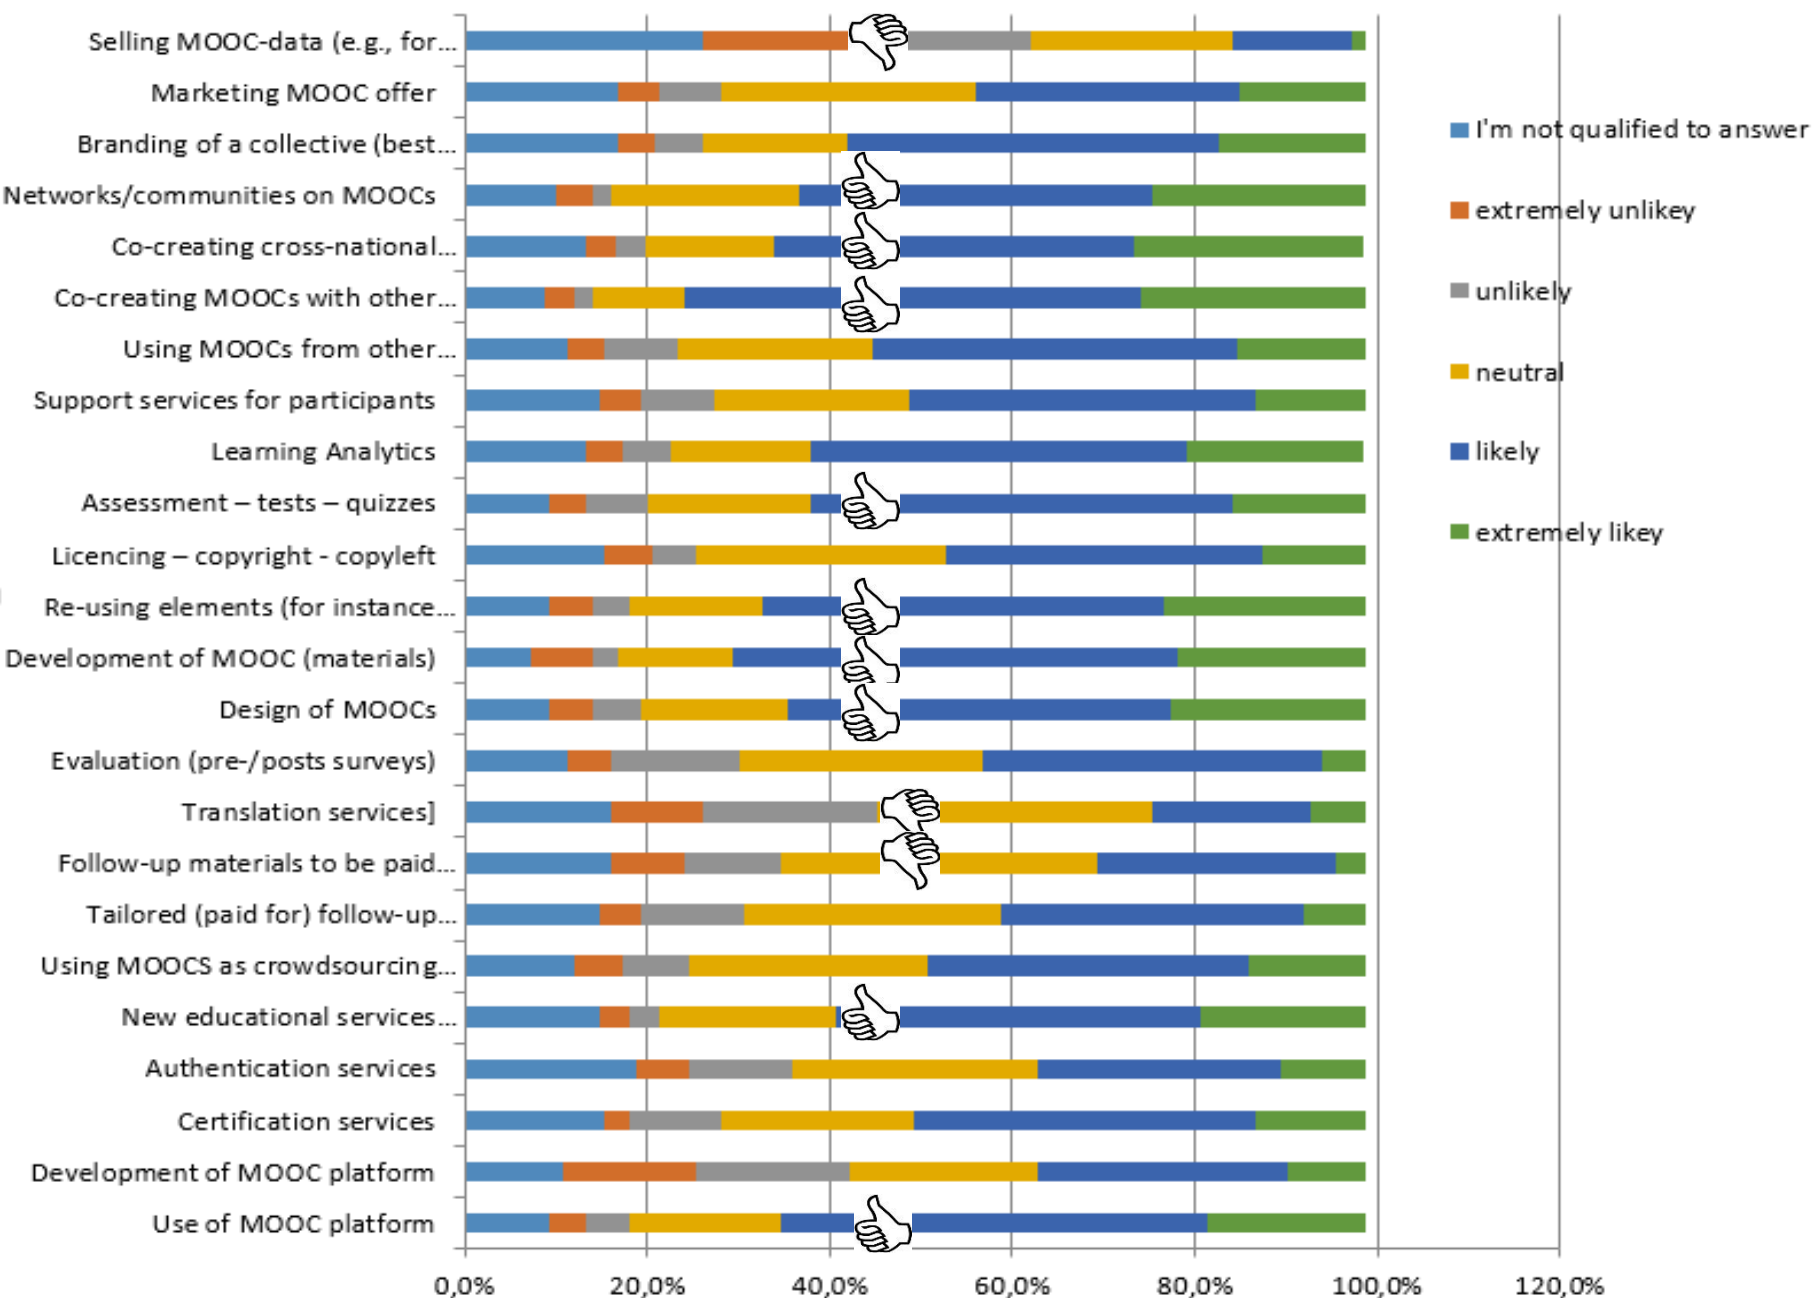 Selling MOOC-data (e.g., for...
Marketing MOOC offer
Branding of a collective (best...
Networks/communities on MOOCs
Co-creating cross-national...
Co-creating MOOCs with other...
Using MOOCs from other...
Support services for participants
Learning Analytics
Assessment – tests – quizzes
Licencing – copyright - copyleft
Re-using elements (for instance...
Development of MOOC (materials)
Design of MOOCs
Evaluation (pre-/posts surveys)
Translation services]
Follow-up materials to be paid...
Tailored (paid for) follow-up...
Using MOOCS as crowdsourcing...
New educational services...
Authentication services
Certification services
Development of MOOC platform
Use of MOOC platform
0,0% 20,0% 40,0% 60,0% 80,0% 100,0% 120,0%
I'm not qualified to answer
extremely unlikey
unlikely
neutral
likely
extremely likey